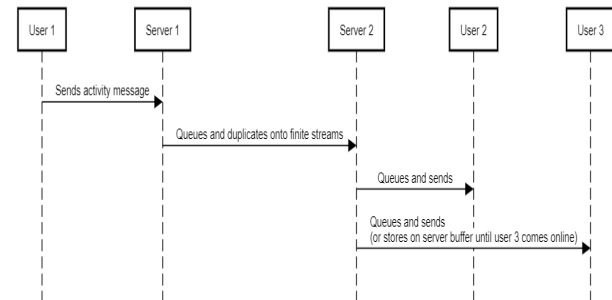 User 1
Server 1
Server 2
User 2
User 3
Sends activity message
Queues and duplicates onto finite streams
Queues and sends
Queues and sends
(or stores on server buffer until user 3 comes online)